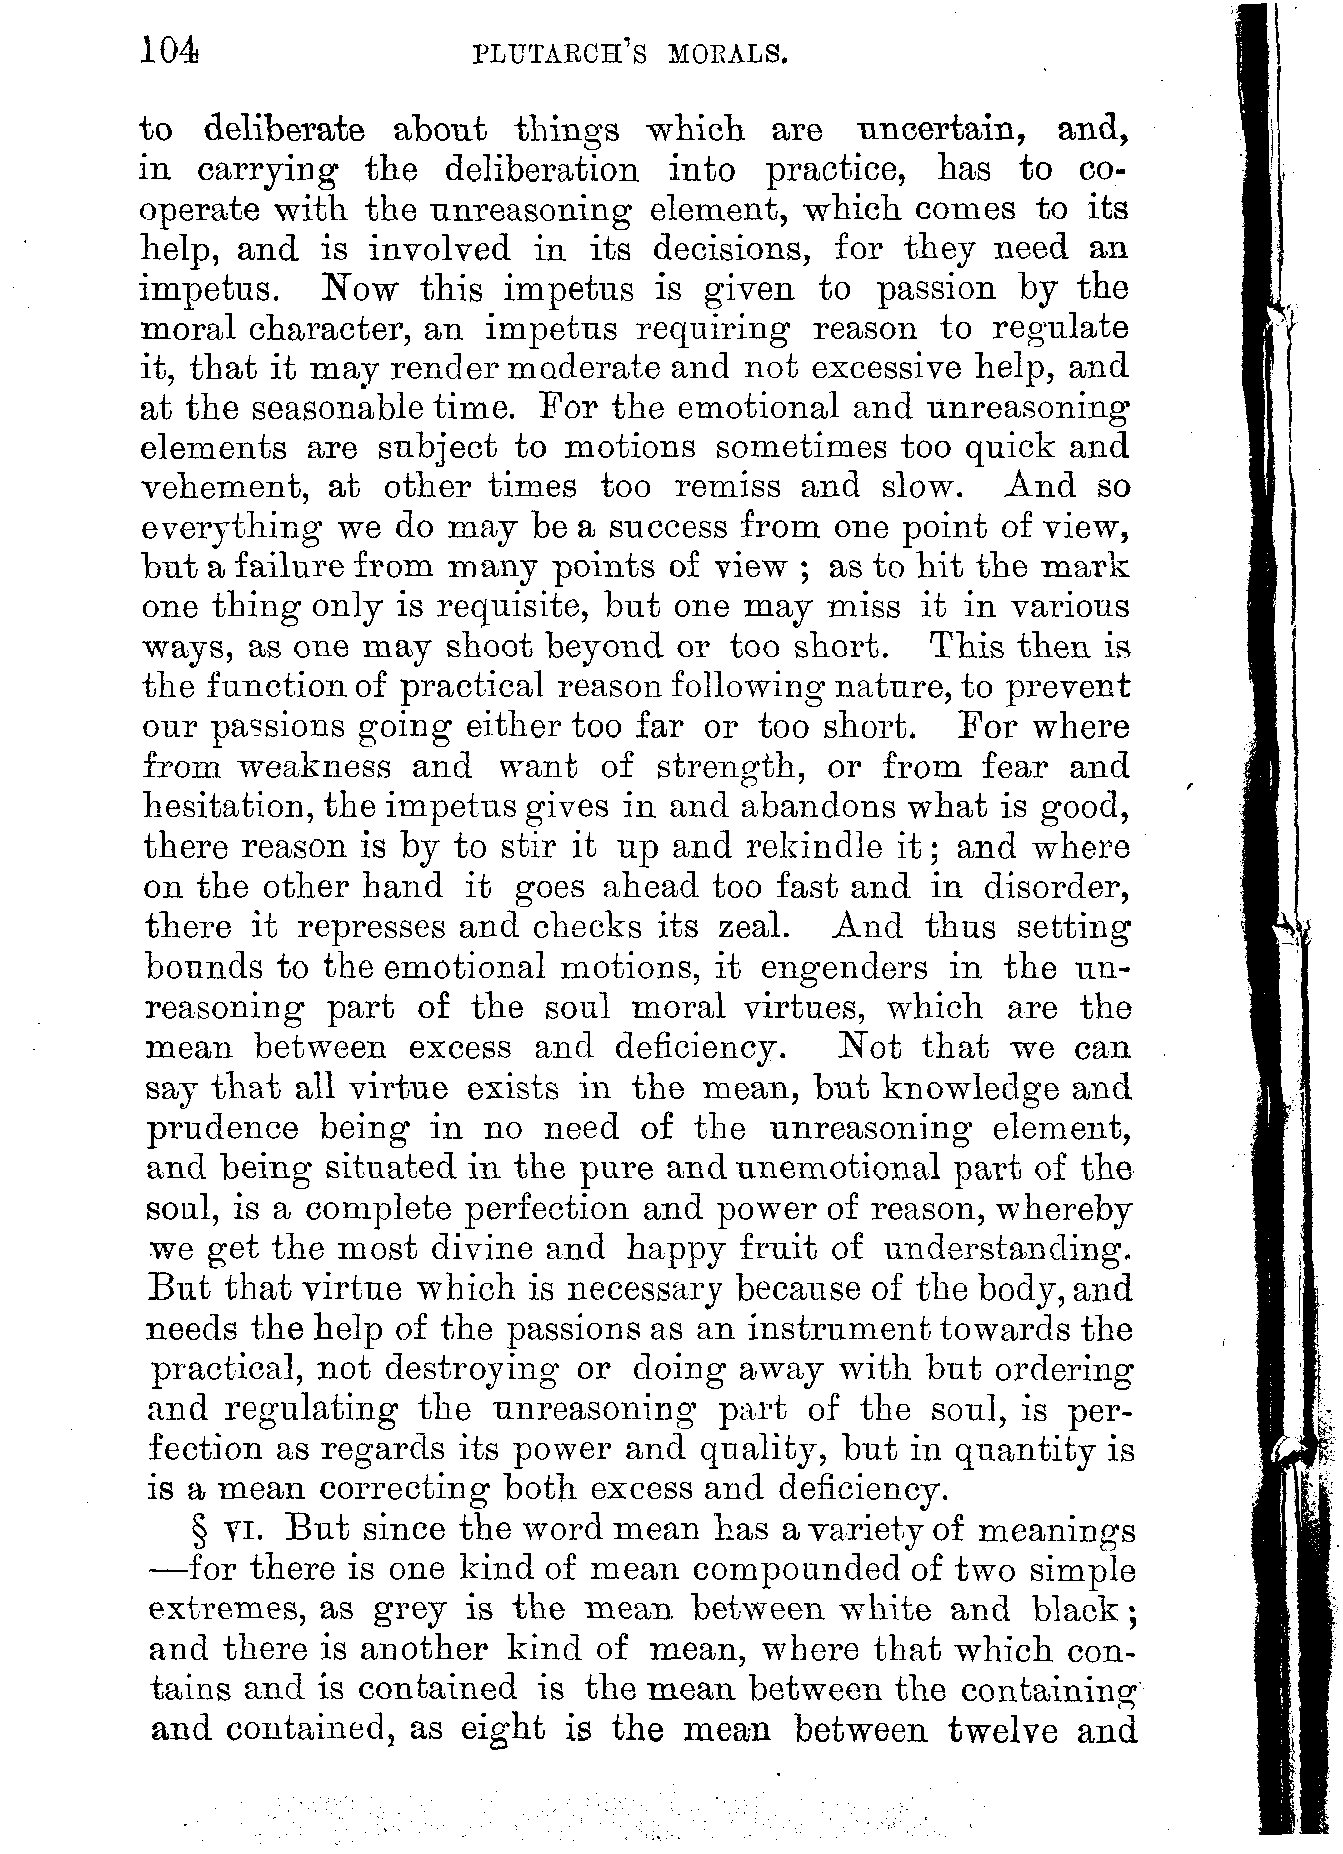 104 PLUTARCH'S MORALS.
to deliberate about things which are uncertain, and,
in carrying the deliberation into practice, has to co-
operate with the unreasoning element, which comes to its
help, and is involved in its decisions, for they need an
impetus. Now this impetus is given to passion by the
moral character, an impetus requiring reason to regulate
it, that it may render moderate and not excessive help, and
at the seasonable time. For the emotional and unreasoning
elements are subject to motions sometimes too quick and
vehement, at other times too remiss and slow. And so
everything we do may be a success from one point of view,
but a failure from many points of view ; as to hit the mark
one thing only is requisite, but one may miss it in various
ways, as one may shoot beyond or too short. This then is
the function of practical reason following nature, to prevent
our passions going either too far or too short. For where
from weakness and want of strength, or from fear and
hesitation, the impetus gives in and abandons what is good,
there reason is by to stir it up and rekindle it; and where
on the other hand it goes ahead too fast and in disorder,
there it represses and checks its zeal. And thus setting
bounds to the emotional motions, it engenders in the un-
reasoning part of the soul moral virtues, which are the
mean between excess and deficiency. Not that we can
say that all virtue exists in the mean, but knowledge and
prudence being in no need of the unreasoning element,
and being situated in the pure and unemotional part of the
soul, is a complete perfection and power of reason, whereby
we get the most divine and happy fruit of understanding.
But that virtue which is necessary because of the body, and
needs the help of the passions as an instrument towards the
practical, not destroying or doing away with but ordering
and regulating the unreasoning part of the soul, is per-
fection as regards its power and quality, but in quantity is
is a mean correcting both excess and deficiency.
§ VI. But since the word mean has a variety of meanings
—for there is one kind of mean compounded of two simple
extremes, as grey is the mean between white and black;
and there is another kind of mean, where that which con-
tains and is contained is the mean between the containing
and contained, as eight is the mean between twelve and